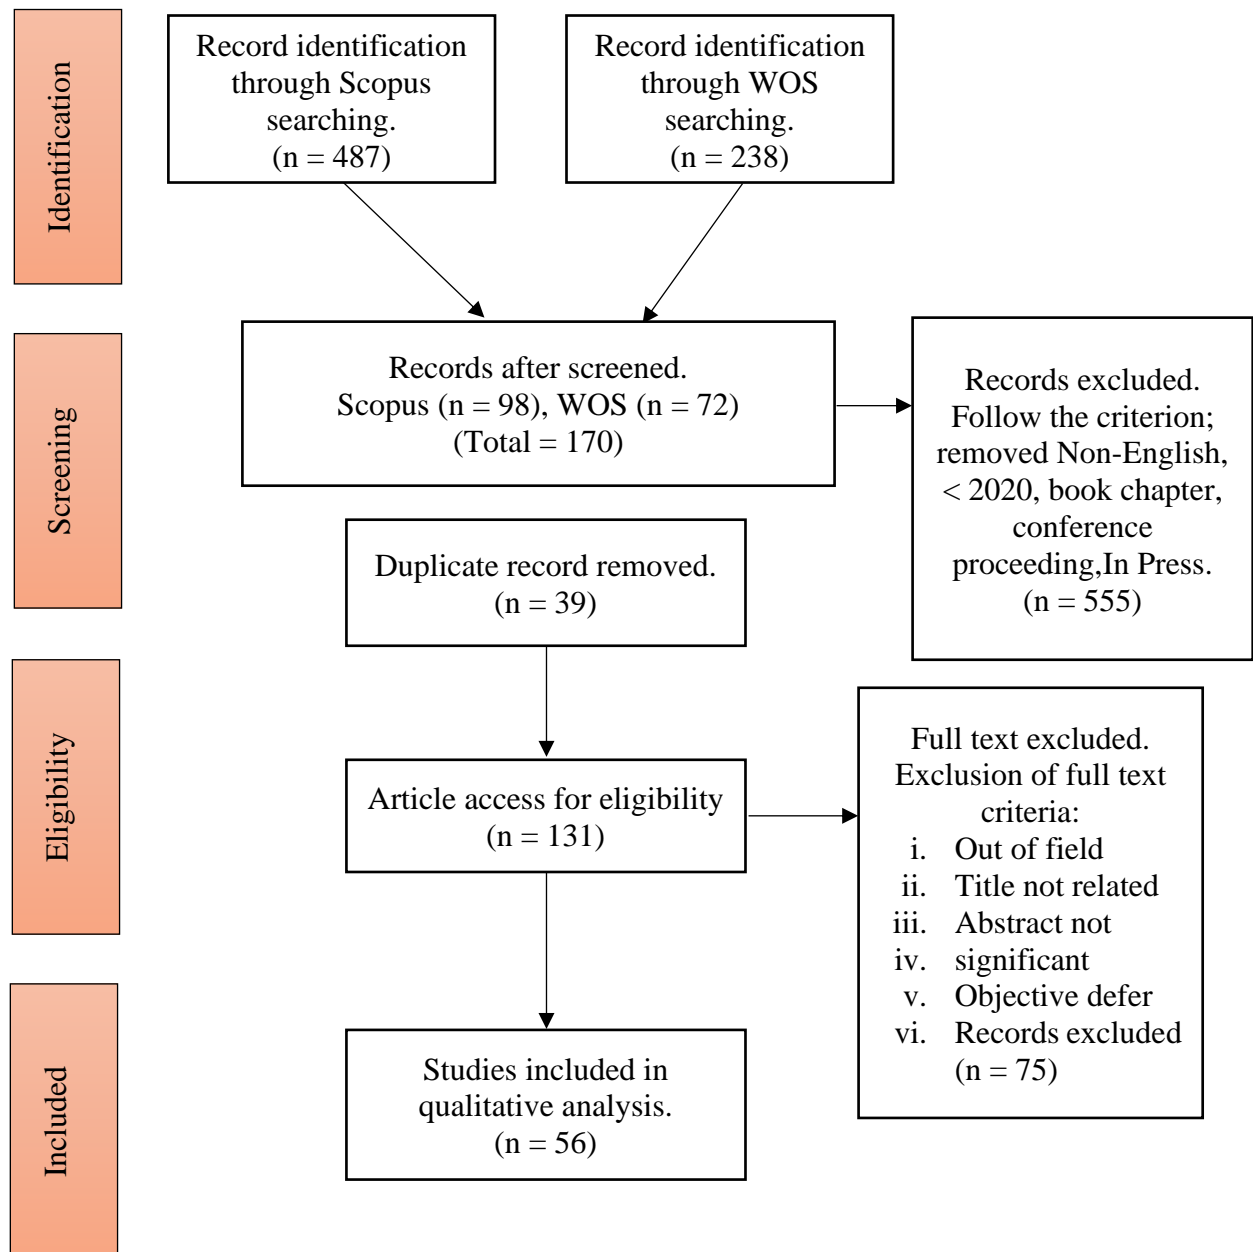 Identification
Record identification
through Scopus
searching.
(n = 487)
Record identification
through WOS
searching.
(n = 238)
Screening
Records after screened.
Scopus (n = 98), WOS (n = 72)
(Total = 170)
Records excluded.
Follow the criterion;
removed Non-English,
< 2020, book chapter,
conference
proceeding,In Press.
(n = 555)
Duplicate record removed.
(n = 39)
Eligibility
Article access for eligibility
(n = 131)
Full text excluded.
Exclusion of full text
criteria:
i. Out of field
ii. Title not related
iii. Abstract not
iv. significant
v. Objective defer
vi. Records excluded
(n = 75)
Included
Studies included in
qualitative analysis.
(n = 56)